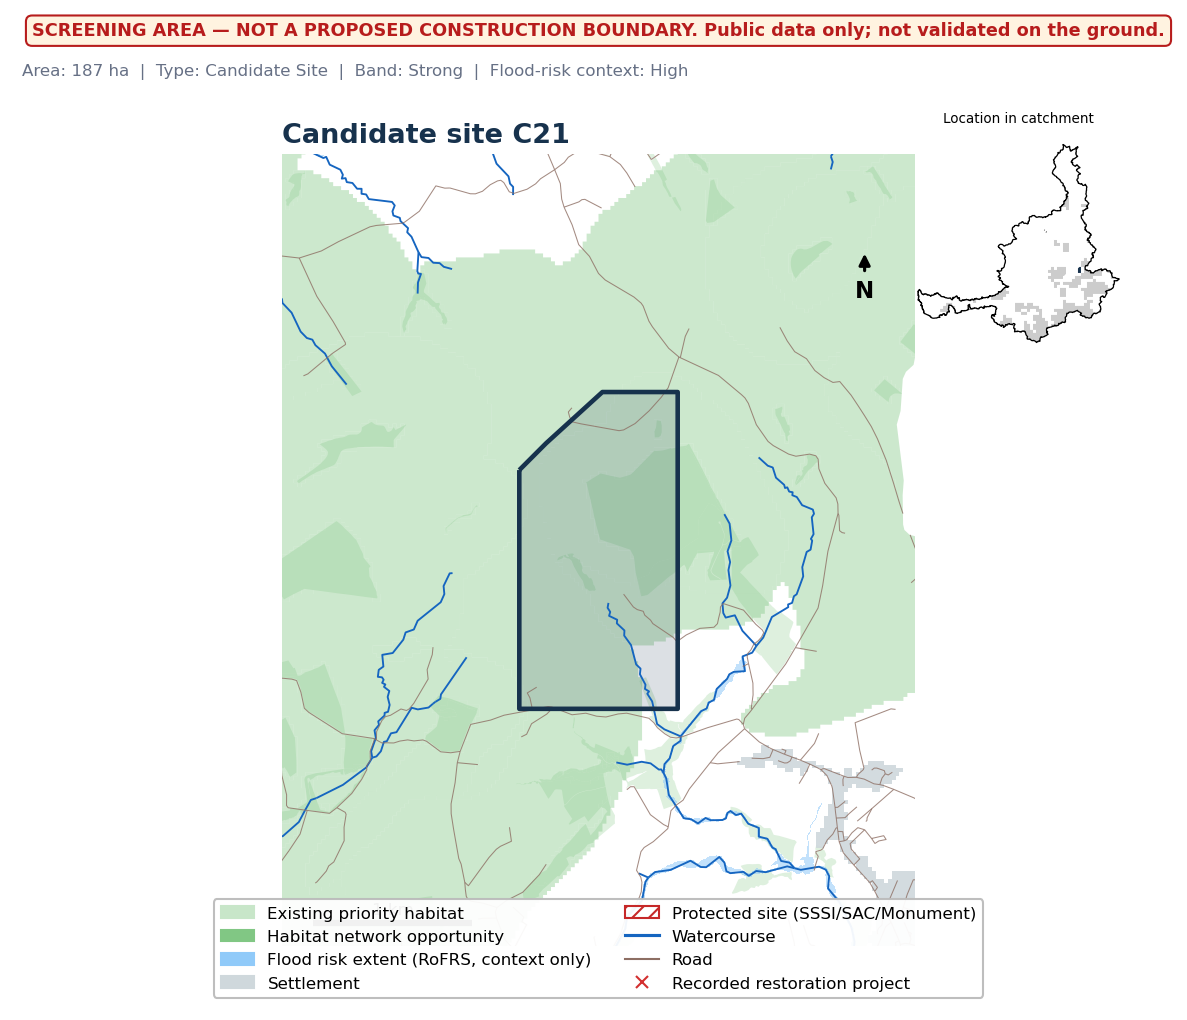 SCREENING AREA — NOT A PROPOSED CONSTRUCTION BOUNDARY. Public data only; not validated on the ground.
Area: 187 ha | Type: Candidate Site | Band: Strong | Flood-risk context: High
Candidate site C21
Location in catchment
N
Existing priority habitat
Habitat network opportunity
Flood risk extent (RoFRS, context only)
Settlement
Protected site (SSSI/SAC/Monument)
Watercourse
Road
Recorded restoration project